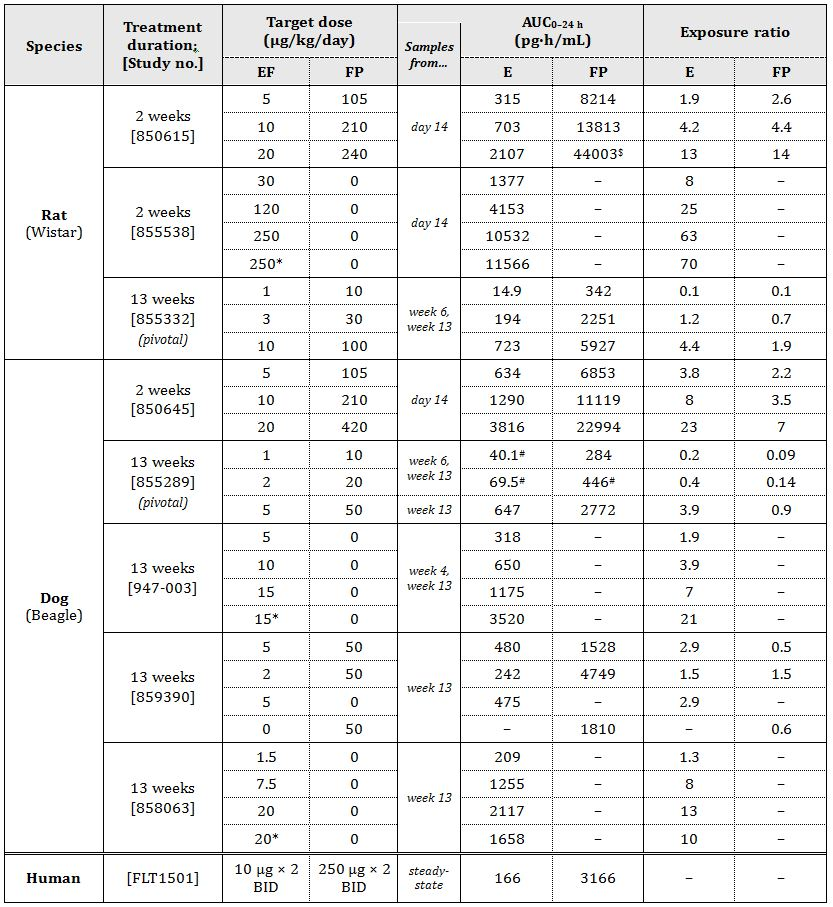 Species Treatment duration; [Study no.] Target dose (µg/kg/day) Samples from... AUC0–24 h (pg·h/mL) Exposure ratio
EF FP E FP E FP
Rat (Wistar)
2 weeks [850615] day 14
5 105 315 8214 1.9 2.6
10 210 703 13813 4.2 4.4
20 240 2107 44003$ 13 14
2 weeks [855538] day 14
30 0 1377 – 8 –
120 0 4153 – 25 –
250 0 10532 – 63 –
250* 0 11566 – 70 –
13 weeks [855332] (pivotal) week 6, week 13
1 10 14.9 342 0.1 0.1
3 30 194 2251 1.2 0.7
10 100 723 5927 4.4 1.9
Dog (Beagle)
2 weeks [850645] day 14
5 105 634 6853 3.8 2.2
10 210 1290 11119 8 3.5
20 420 3816 22994 23 7
13 weeks [855289] (pivotal)
week 6, week 13
1 10 40.1# 284 0.2 0.09
2 20 69.5# 446# 0.4 0.14
5 50 week 13 647 2772 3.9 0.9
13 weeks [947-003] week 4, week 13
5 0 318 – 1.9 –
10 0 650 – 3.9 –
15 0 1175 – 7 –
15* 0 3520 – 21 –
13 weeks [859390] week 13
5 50 480 1528 2.9 0.5
2 50 242 4749 1.5 1.5
5 0 475 – 2.9 –
0 50 – 1810 – 0.6
13 weeks [858063] week 13
1.5 0 209 – 1.3 –
7.5 0 1255 – 8 –
20 0 2117 – 13 –
20* 0 1658 – 10 –
Human [FLT1501] 10 µg × 2 BID 250 µg × 2 BID steady-state 166 3166 – –